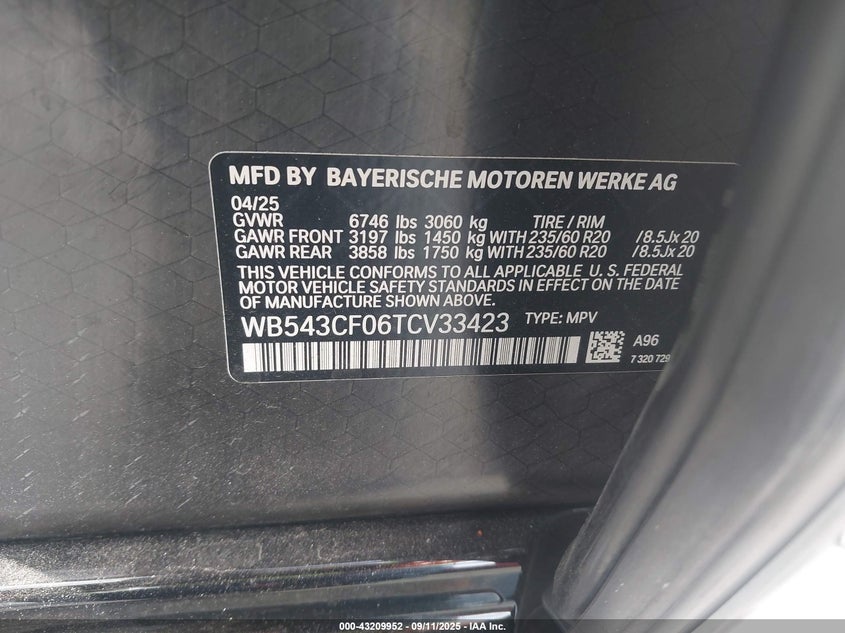 MFD BY BAYERISCHE MOTOREN WERKE AG
04/25
GVWR 6746 lbs 3060 kg TIRE / RIM
GAWR FRONT 3197 lbs 1450 kg WITH 235/60 R20 /8.5Jx20
GAWR REAR 3858 lbs 1750 kg WITH 235/60 R20 /8.5Jx20
THIS VEHICLE CONFORMS TO ALL APPLICABLE U. S. FEDERAL
MOTOR VEHICLE SAFETY STANDARDS IN EFFECT ON THE DATE
OF MANUFACTURE SHOWN ABOVE.
WB543CF06TCV33423 TYPE: MPV
A96
7 320 729
000-43209952 - 09/11/2025 - IAA Inc.